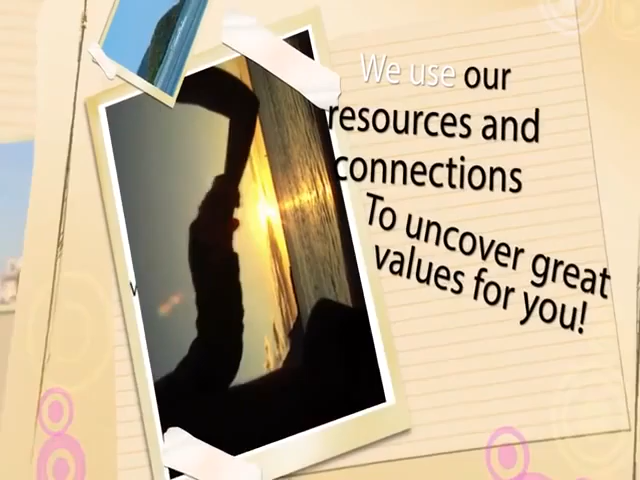 We use our
resources and
connections
To uncover great
values for you!